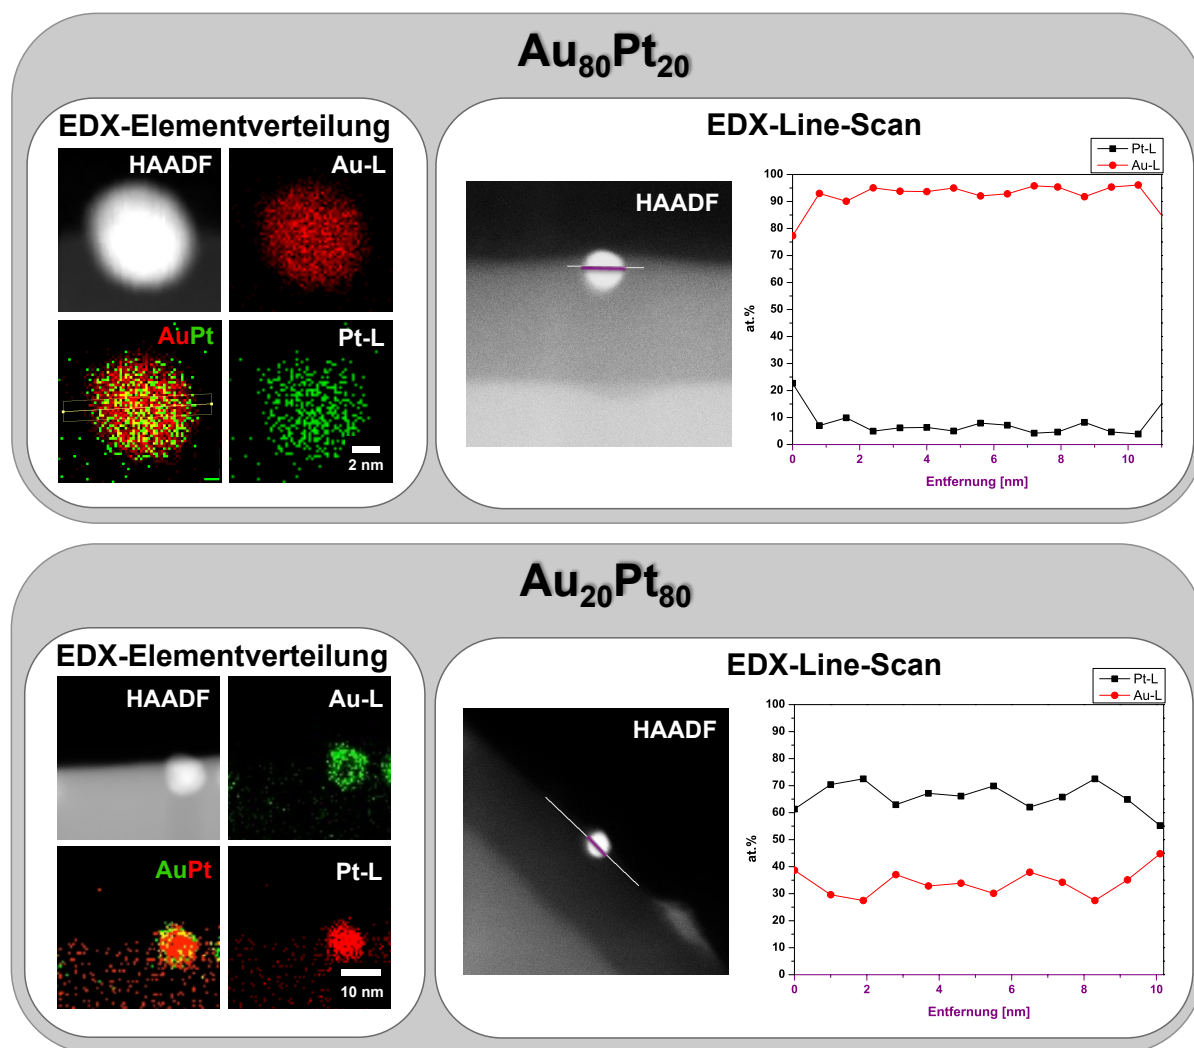 Au80Pt20
EDX-Elementverteilung
HAADF
Au-L
AuPt
Pt-L
2 nm
EDX-Line-Scan
HAADF
Pt-L
Au-L
100
90
80
70
60
50
40
30
20
10
0
at.%
0 2 4 6 8 10
Entfernung [nm]
Au20Pt80
EDX-Elementverteilung
HAADF
Au-L
AuPt
Pt-L
10 nm
EDX-Line-Scan
HAADF
Pt-L
Au-L
100
90
80
70
60
50
40
30
20
10
0
at.%
0 2 4 6 8 10
Entfernung [nm]